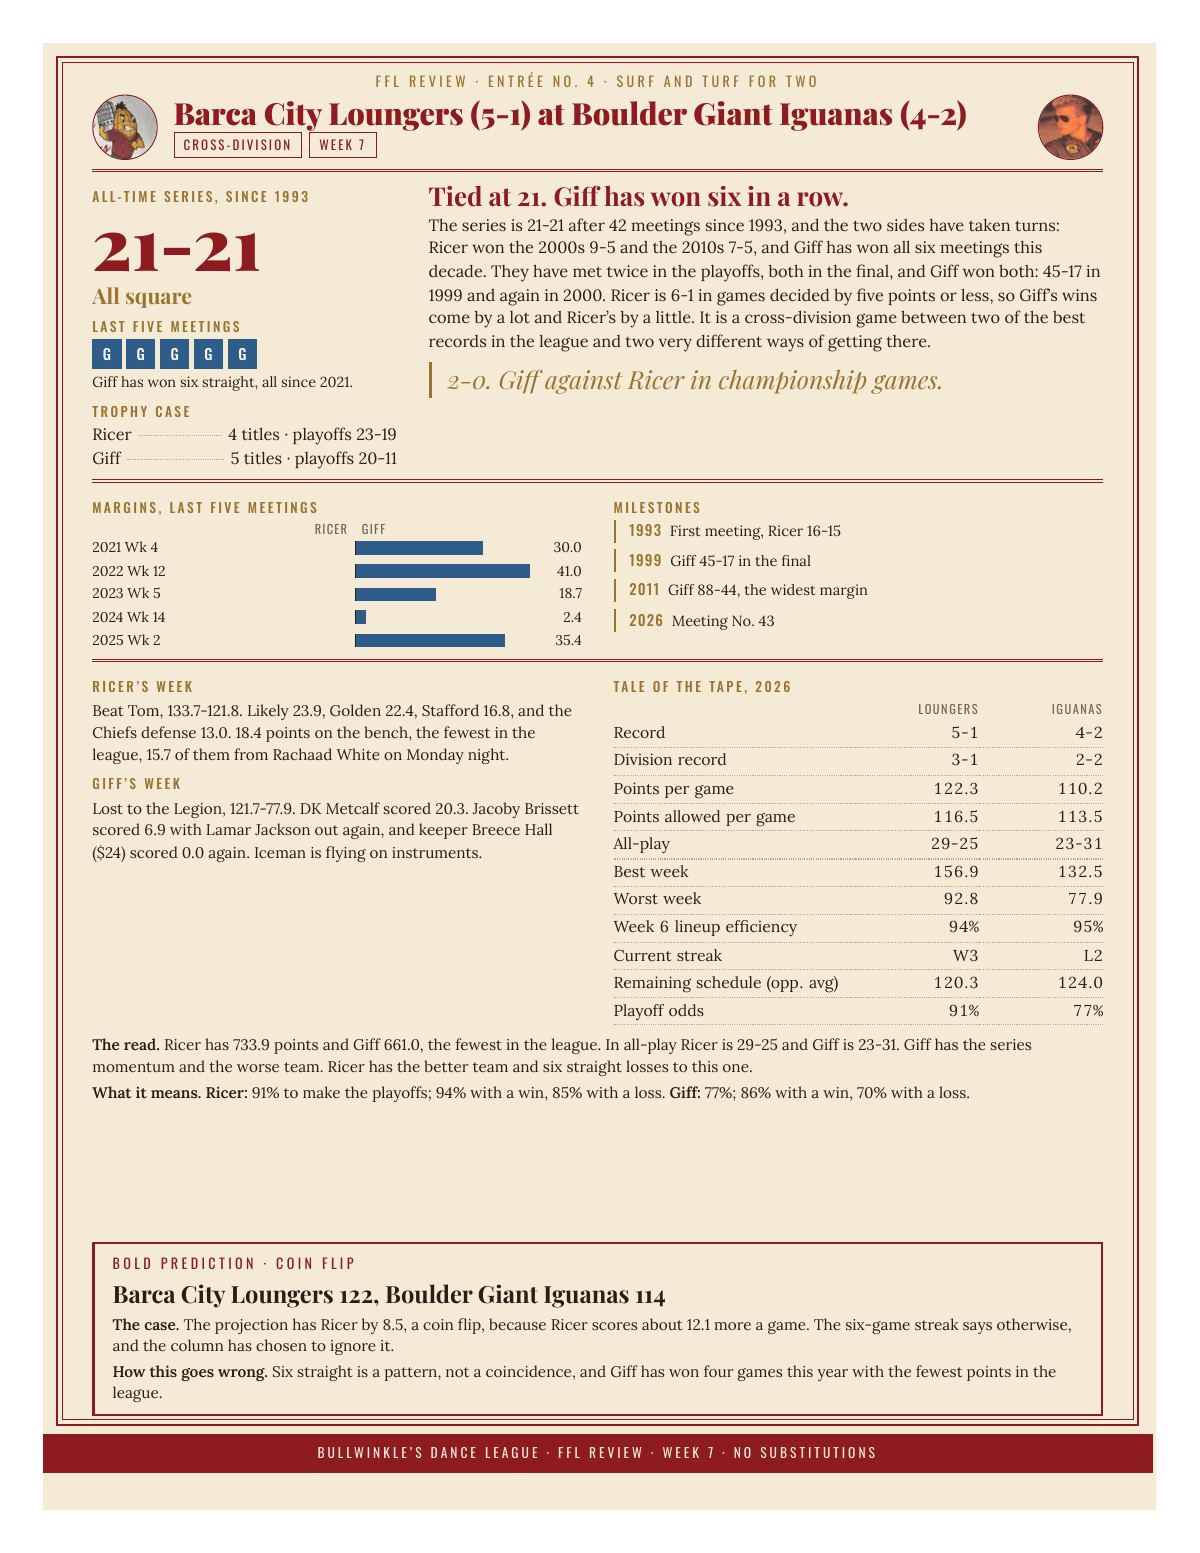 FFL REVIEW · ENTRÉE NO. 4 · SURF AND TURF FOR TWO
Barca City Loungers (5-1) at Boulder Giant Iguanas (4-2)
CROSS-DIVISION WEEK 7
ALL-TIME SERIES, SINCE 1993
21–21
All square
LAST FIVE MEETINGS
G G G G G
Giff has won six straight, all since 2021.
TROPHY CASE
Ricer 4 titles · playoffs 23-19
Giff 5 titles · playoffs 20-11
Tied at 21. Giff has won six in a row.
The series is 21-21 after 42 meetings since 1993, and the two sides have taken turns:
Ricer won the 2000s 9-5 and the 2010s 7-5, and Giff has won all six meetings this
decade. They have met twice in the playoffs, both in the final, and Giff won both: 45-17 in
1999 and again in 2000. Ricer is 6-1 in games decided by five points or less, so Giff’s wins
come by a lot and Ricer’s by a little. It is a cross-division game between two of the best
records in the league and two very different ways of getting there.
2-0. Giff against Ricer in championship games.
MARGINS, LAST FIVE MEETINGS
RICER GIFF
2021 Wk 4 30.0
2022 Wk 12 41.0
2023 Wk 5 18.7
2024 Wk 14 2.4
2025 Wk 2 35.4
MILESTONES
1993 First meeting, Ricer 16-15
1999 Giff 45-17 in the final
2011 Giff 88-44, the widest margin
2026 Meeting No. 43
RICER’S WEEK
Beat Tom, 133.7-121.8. Likely 23.9, Golden 22.4, Stafford 16.8, and the
Chiefs defense 13.0. 18.4 points on the bench, the fewest in the
league, 15.7 of them from Rachaad White on Monday night.
GIFF’S WEEK
Lost to the Legion, 121.7-77.9. DK Metcalf scored 20.3. Jacoby Brissett
scored 6.9 with Lamar Jackson out again, and keeper Breece Hall
($24) scored 0.0 again. Iceman is flying on instruments.
TALE OF THE TAPE, 2026
LOUNGERS IGUANAS
Record 5-1 4-2
Division record 3-1 2-2
Points per game 122.3 110.2
Points allowed per game 116.5 113.5
All-play 29-25 23-31
Best week 156.9 132.5
Worst week 92.8 77.9
Week 6 lineup efficiency 94% 95%
Current streak W3 L2
Remaining schedule (opp. avg) 120.3 124.0
Playoff odds 91% 77%
The read. Ricer has 733.9 points and Giff 661.0, the fewest in the league. In all-play Ricer is 29-25 and Giff is 23-31. Giff has the series
momentum and the worse team. Ricer has the better team and six straight losses to this one.
What it means. Ricer: 91% to make the playoffs; 94% with a win, 85% with a loss. Giff: 77%; 86% with a win, 70% with a loss.
BOLD PREDICTION · COIN FLIP
Barca City Loungers 122, Boulder Giant Iguanas 114
The case. The projection has Ricer by 8.5, a coin flip, because Ricer scores about 12.1 more a game. The six-game streak says otherwise,
and the column has chosen to ignore it.
How this goes wrong. Six straight is a pattern, not a coincidence, and Giff has won four games this year with the fewest points in the
league.
BULLWINKLE’S DANCE LEAGUE · FFL REVIEW · WEEK 7 · NO SUBSTITUTIONS